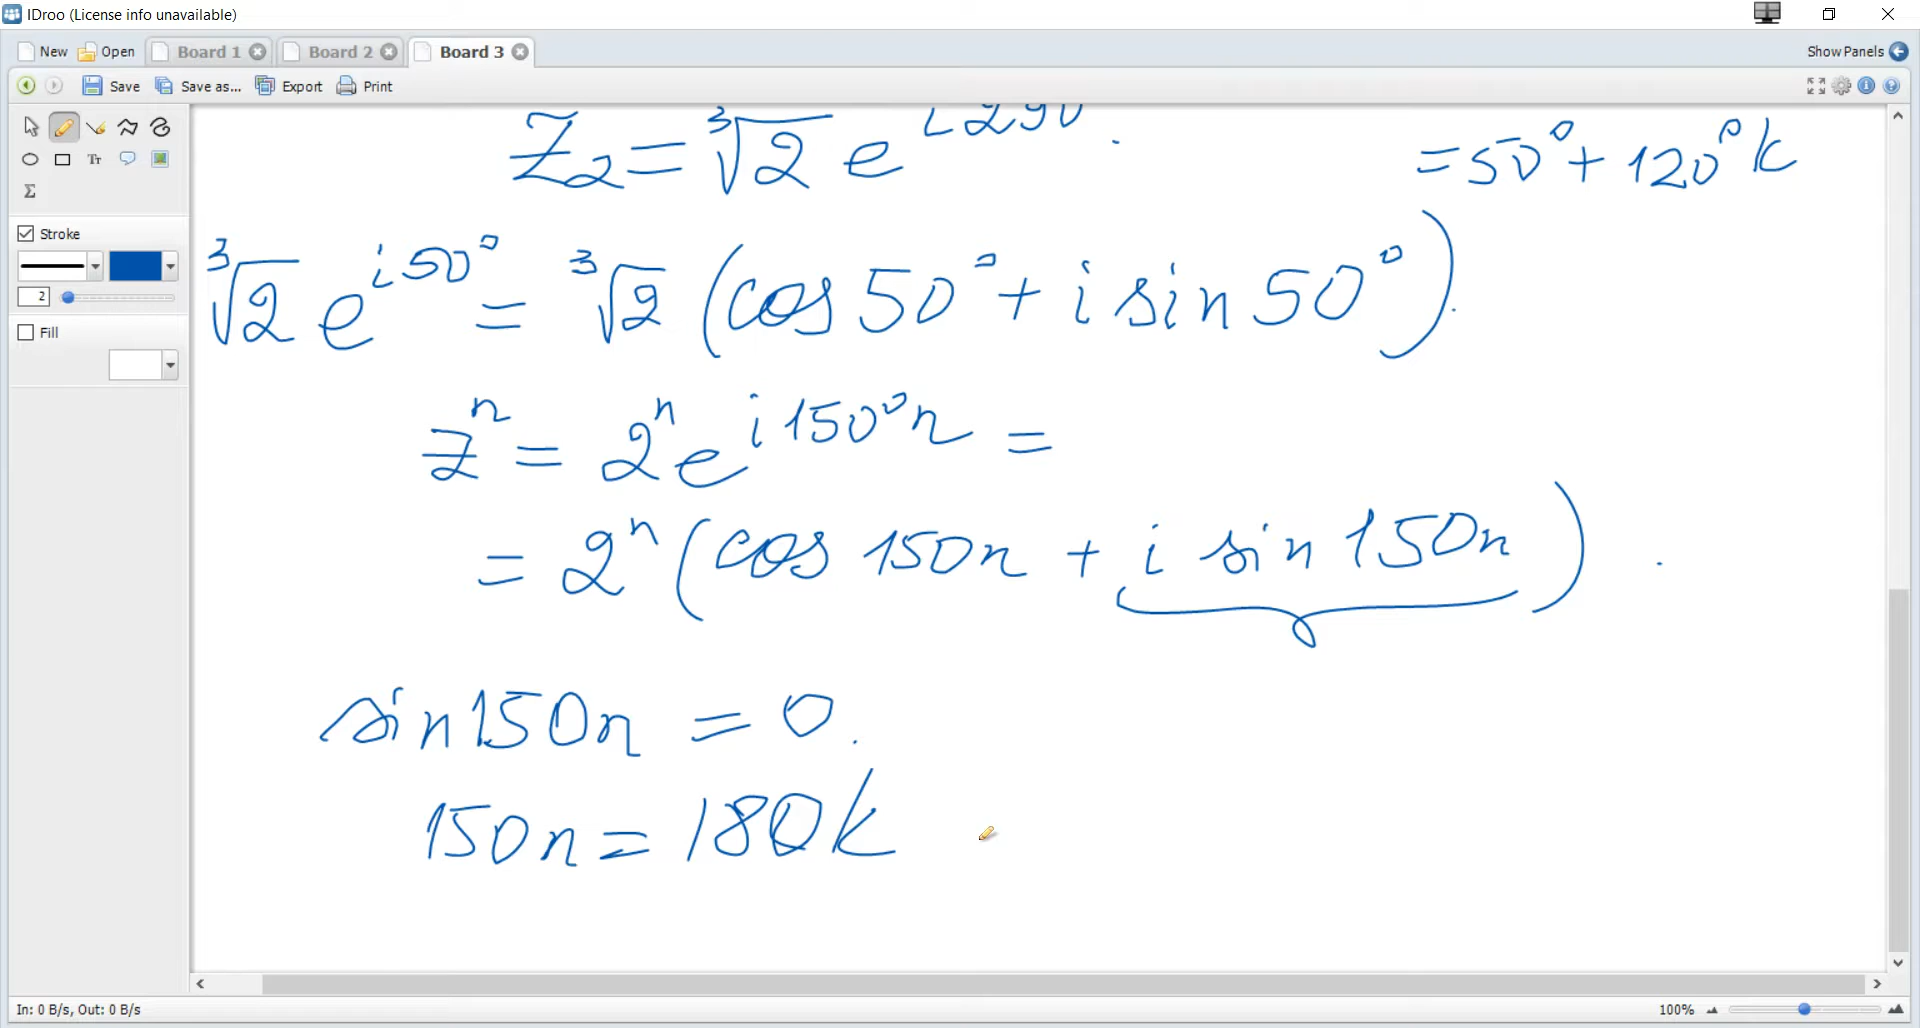 IDroo (License info unavailable)
New Open Board 1 Board 2 Board 3 Show Panels
Save Save as... Export Print
Tr
Σ
Stroke
2
Fill
Z₂ = ∛2 e^{i290°}.
= 50° + 120° k
∛2 e^{i50°} = ∛2 (cos 50° + i sin 50°).
z^n = 2^n e^{i150°n} =
= 2^n (cos 150n + i sin 150n).
sin 150n = 0.
150n = 180k
In: 0 B/s, Out: 0 B/s 100%